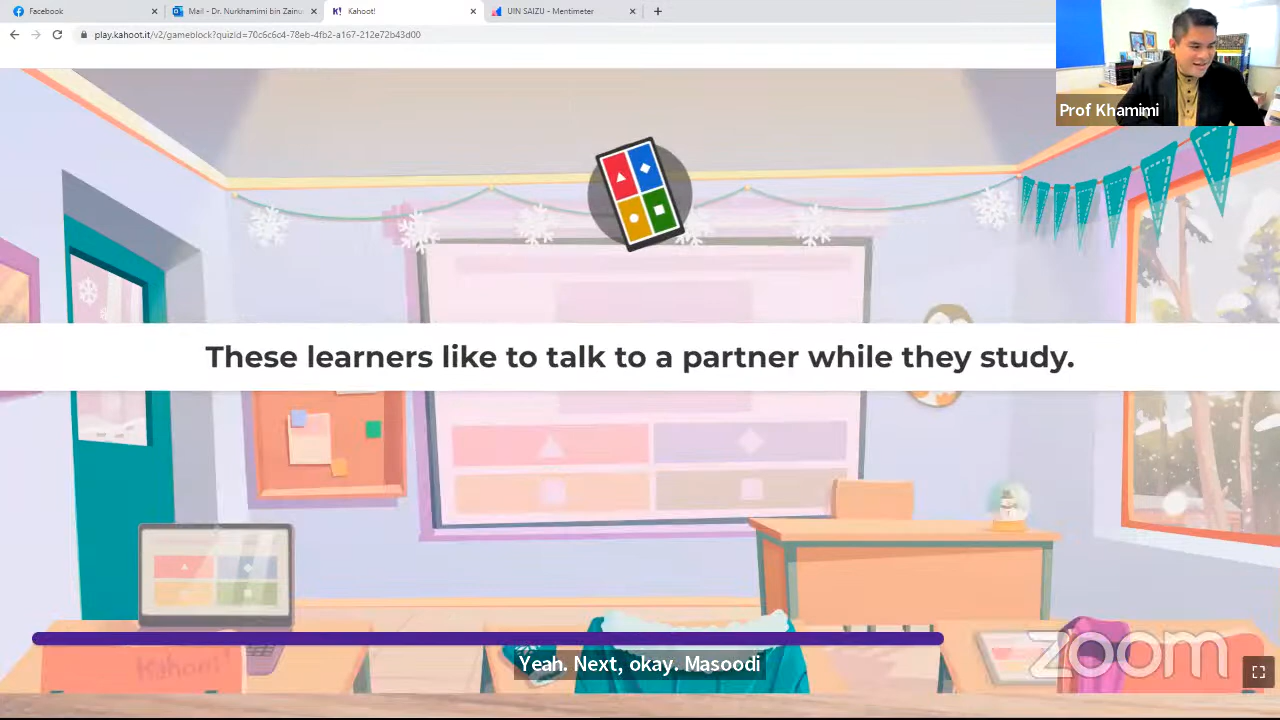 Facebook
Mail - Dr. Nurkhamimi bin Zainu
K! Kahoot!
UIN SAIZU - Mentimeter
play.kahoot.it/v2/gameblock?quizId=70c6c6c4-78eb-4fb2-a167-212e72b43d00
Prof Khamimi
These learners like to talk to a partner while they study.
Kahoot!
Yeah. Next, okay. Masoodi
zoom